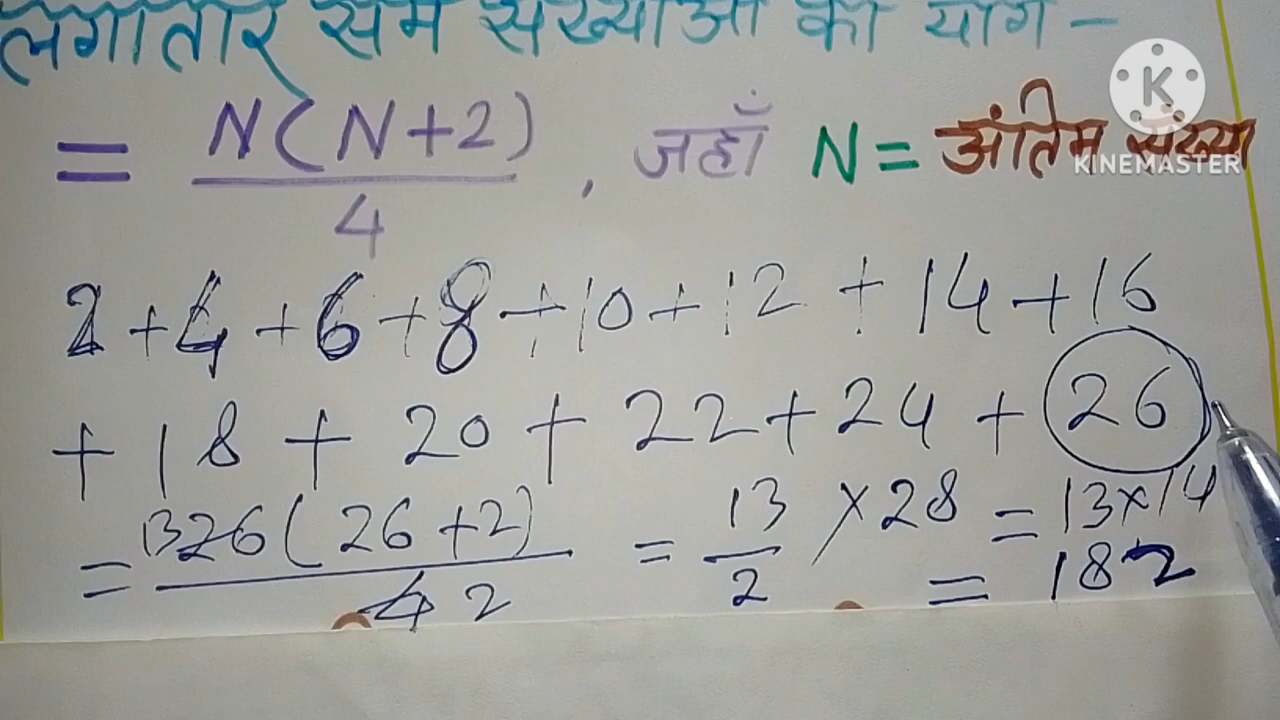 लगातार सम संख्याओं का योग -
= N(N+2)/4 , जहाँ N = अंतिम संख्या
K
KINEMASTER
2 + 4 + 6 + 8 + 10 + 12 + 14 + 16
+ 18 + 20 + 22 + 24 + 26
= 13 26(26+2)/4 2 = 13/2 × 28 = 13×14
= 182